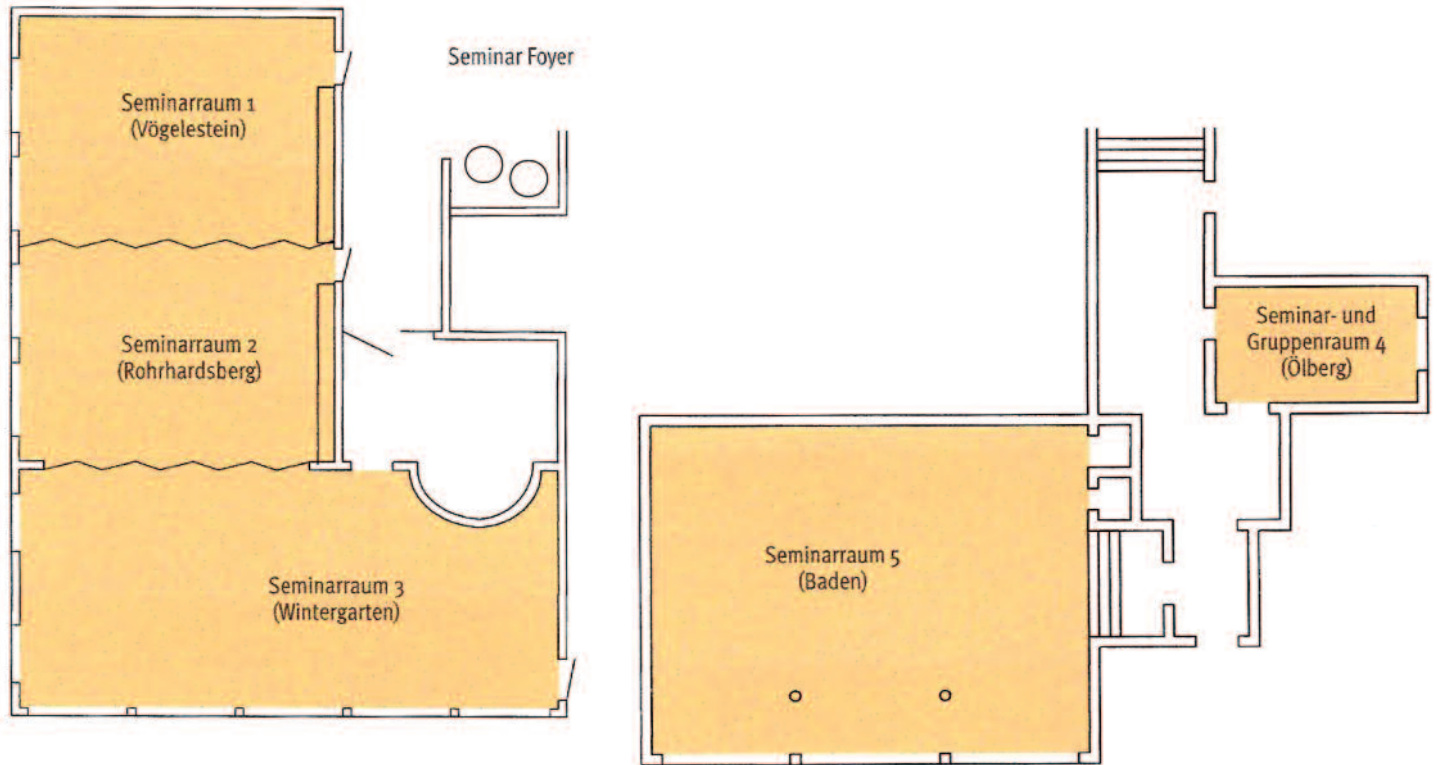 Seminar Foyer
Seminarraum 1
(Vögelestein)
Seminarraum 2
(Rohrhardsberg)
Seminarraum 3
(Wintergarten)
Seminar- und
Gruppenraum 4
(Ölberg)
Seminarraum 5
(Baden)